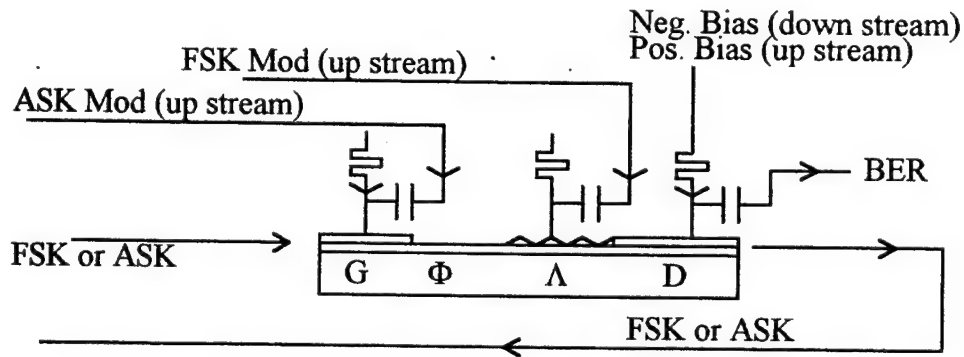 Neg. Bias (down stream)
Pos. Bias (up stream)
FSK Mod (up stream)
ASK Mod (up stream)
BER
FSK or ASK
G Φ Λ D
FSK or ASK